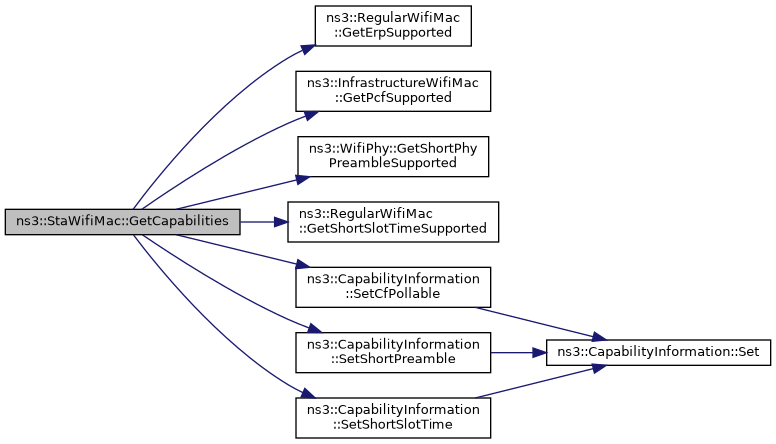 ns3::RegularWifiMac
::GetErpSupported
ns3::InfrastructureWifiMac
::GetPcfSupported
ns3::WifiPhy::GetShortPhy
PreambleSupported
ns3::StaWifiMac::GetCapabilities
ns3::RegularWifiMac
::GetShortSlotTimeSupported
ns3::CapabilityInformation
::SetCfPollable
ns3::CapabilityInformation
::SetShortPreamble
ns3::CapabilityInformation::Set
ns3::CapabilityInformation
::SetShortSlotTime